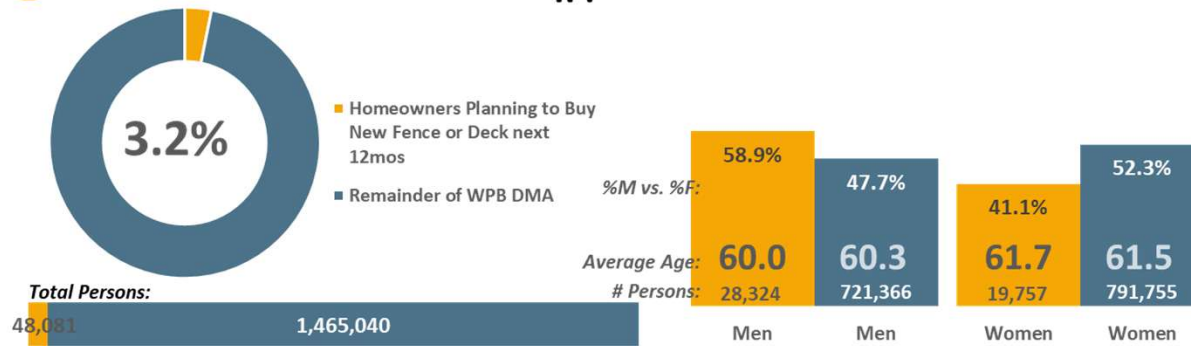 3.2%
Homeowners Planning to Buy
New Fence or Deck next
12mos
Remainder of WPB DMA
Total Persons:
48,081 1,465,040
%M vs. %F:
58.9% 47.7% 41.1% 52.3%
Average Age: 60.0 60.3 61.7 61.5
# Persons: 28,324 721,366 19,757 791,755
Men Men Women Women